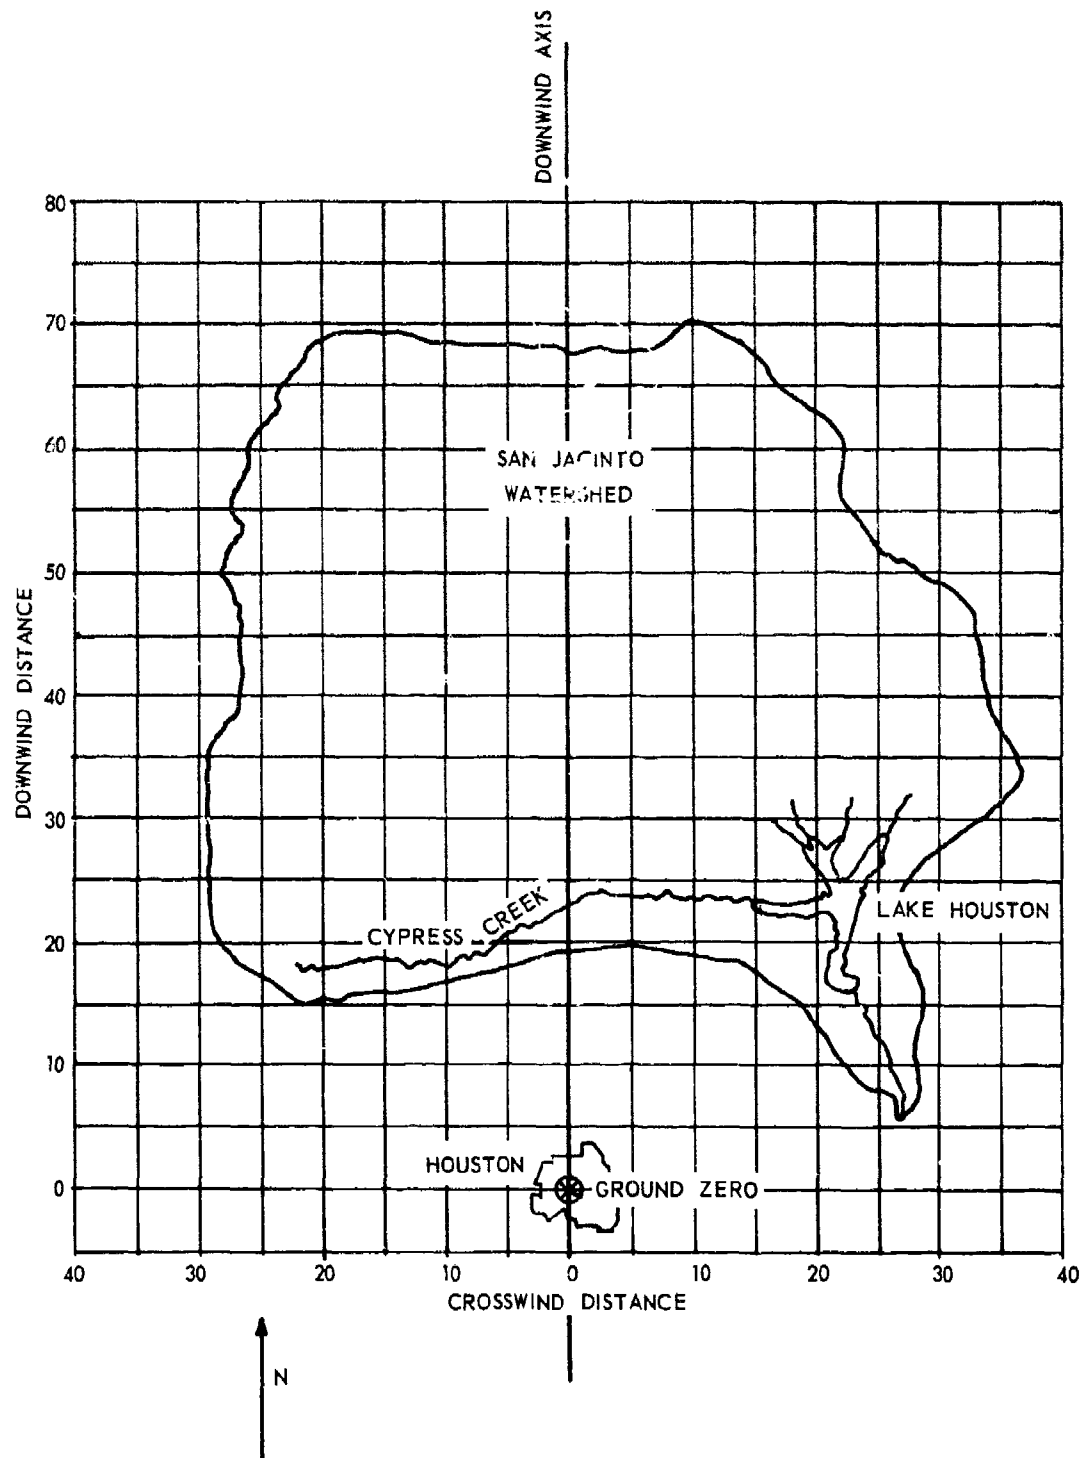 DOWNWIND AXIS
80
70
60
50
40
30
20
10
0
DOWNWIND DISTANCE
SAN JACINTO
WATERSHED
CYPRESS CREEK
LAKE HOUSTON
HOUSTON
GROUND ZERO
40 30 20 10 0 10 20 30 40
CROSSWIND DISTANCE
N